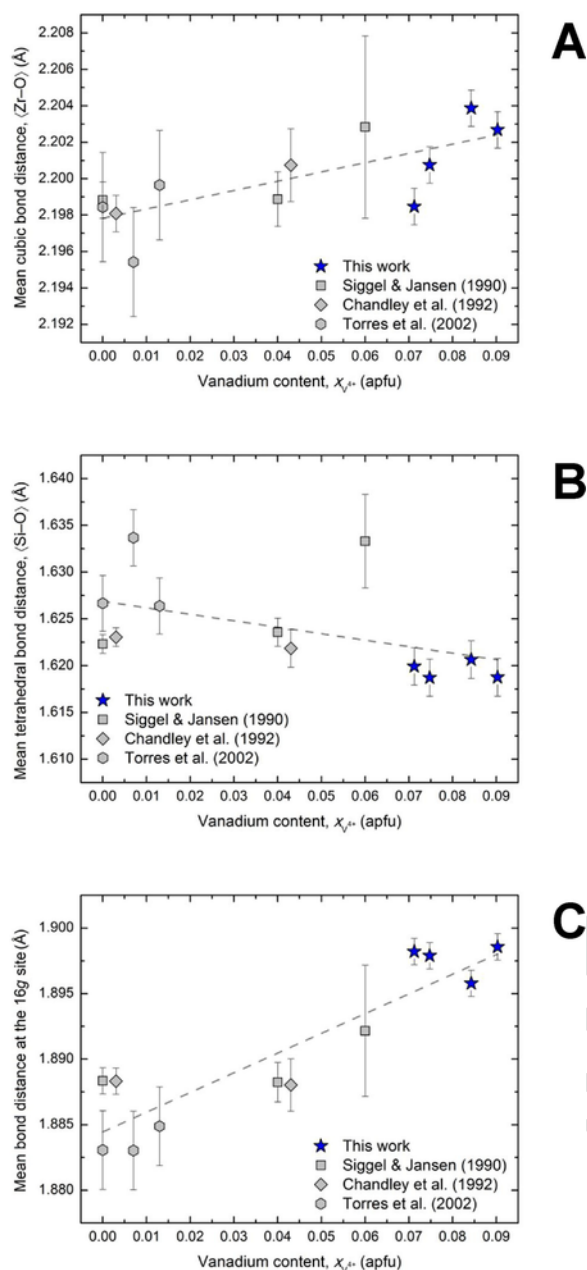 A
Mean cubic bond distance, ⟨Zr–O⟩ (Å)
2.208
2.206
2.204
2.202
2.200
2.198
2.196
2.194
2.192
This work
Siggel & Jansen (1990)
Chandley et al. (1992)
Torres et al. (2002)
0.00 0.01 0.02 0.03 0.04 0.05 0.06 0.07 0.08 0.09
Vanadium content, xV⁴⁺ (apfu)
B
Mean tetrahedral bond distance, ⟨Si–O⟩ (Å)
1.640
1.635
1.630
1.625
1.620
1.615
1.610
This work
Siggel & Jansen (1990)
Chandley et al. (1992)
Torres et al. (2002)
0.00 0.01 0.02 0.03 0.04 0.05 0.06 0.07 0.08 0.09
Vanadium content, xV⁴⁺ (apfu)
C
Mean bond distance at the 16g site (Å)
1.900
1.895
1.890
1.885
1.880
This work
Siggel & Jansen (1990)
Chandley et al. (1992)
Torres et al. (2002)
0.00 0.01 0.02 0.03 0.04 0.05 0.06 0.07 0.08 0.09
Vanadium content, xV⁴⁺ (apfu)